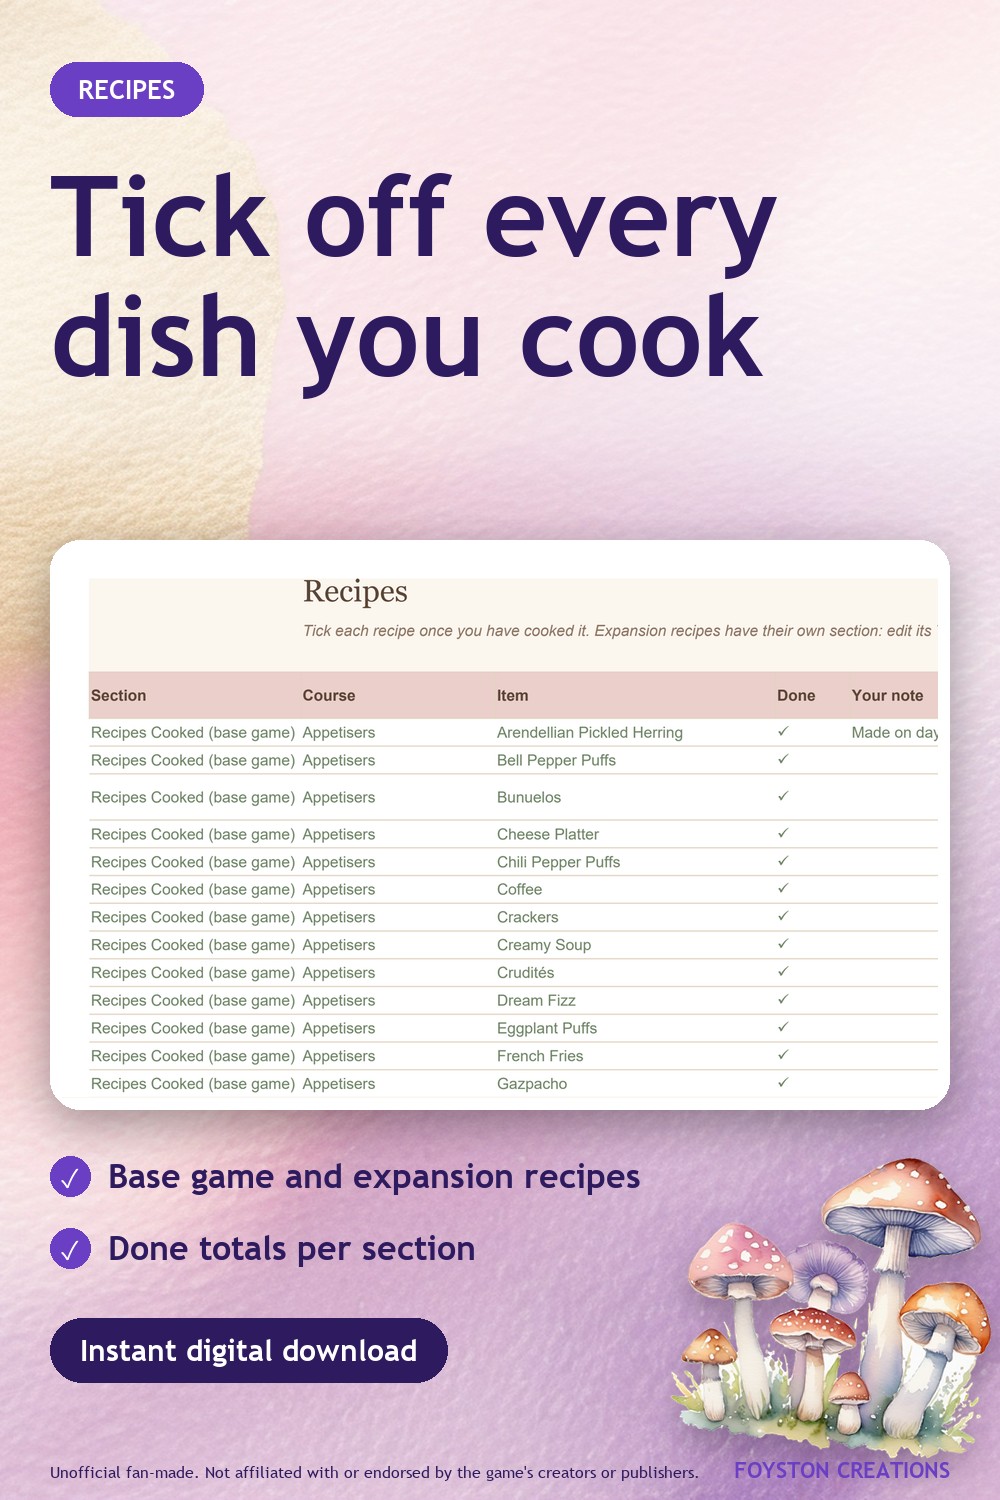 RECIPES
Tick off every
dish you cook
Recipes
Tick each recipe once you have cooked it. Expansion recipes have their own section: edit its
Section Course Item Done Your note
Recipes Cooked (base game) Appetisers Arendellian Pickled Herring ✓ Made on day
Recipes Cooked (base game) Appetisers Bell Pepper Puffs ✓
Recipes Cooked (base game) Appetisers Bunuelos ✓
Recipes Cooked (base game) Appetisers Cheese Platter ✓
Recipes Cooked (base game) Appetisers Chili Pepper Puffs ✓
Recipes Cooked (base game) Appetisers Coffee ✓
Recipes Cooked (base game) Appetisers Crackers ✓
Recipes Cooked (base game) Appetisers Creamy Soup ✓
Recipes Cooked (base game) Appetisers Crudités ✓
Recipes Cooked (base game) Appetisers Dream Fizz ✓
Recipes Cooked (base game) Appetisers Eggplant Puffs ✓
Recipes Cooked (base game) Appetisers French Fries ✓
Recipes Cooked (base game) Appetisers Gazpacho ✓
✓ Base game and expansion recipes
✓ Done totals per section
Instant digital download
Unofficial fan-made. Not affiliated with or endorsed by the game's creators or publishers.
FOYSTON CREATIONS